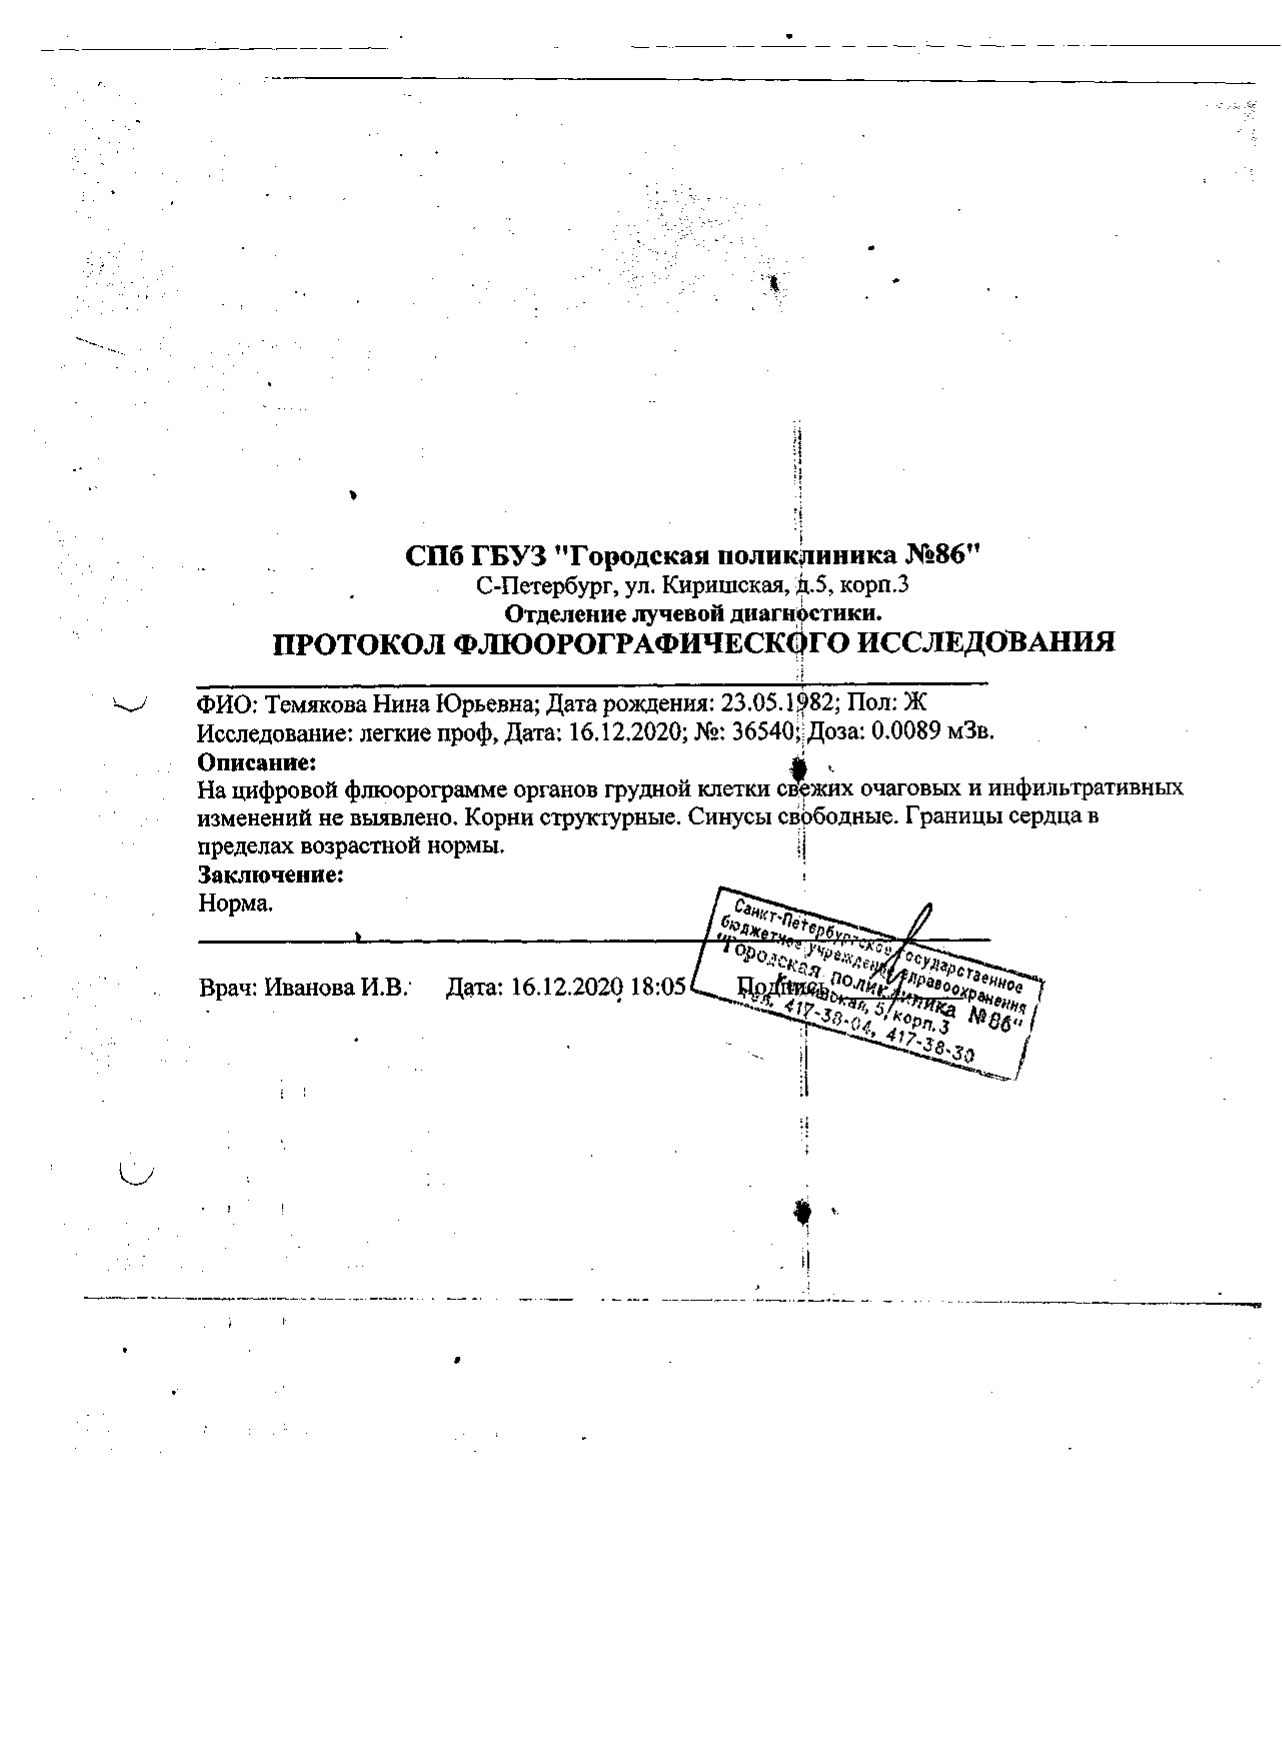 СПб ГБУЗ "Городская поликлиника №86"
С-Петербург, ул. Киришская, д.5, корп.3
Отделение лучевой диагностики.
ПРОТОКОЛ ФЛЮОРОГРАФИЧЕСКОГО ИССЛЕДОВАНИЯ
ФИО: Темякова Нина Юрьевна; Дата рождения: 23.05.1982; Пол: Ж
Исследование: легкие проф, Дата: 16.12.2020; №: 36540; Доза: 0.0089 мЗв.
Описание:
На цифровой флюорограмме органов грудной клетки свежих очаговых и инфильтративных
изменений не выявлено. Корни структурные. Синусы свободные. Границы сердца в
пределах возрастной нормы.
Заключение:
Норма.
Врач: Иванова И.В. Дата: 16.12.2020 18:05 Подпись
Санкт-Петербургское государственное
бюджетное учреждение здравоохранения
"Городская поликлиника №86"
5, корп. 3
тел. 417-38-04, 417-38-30